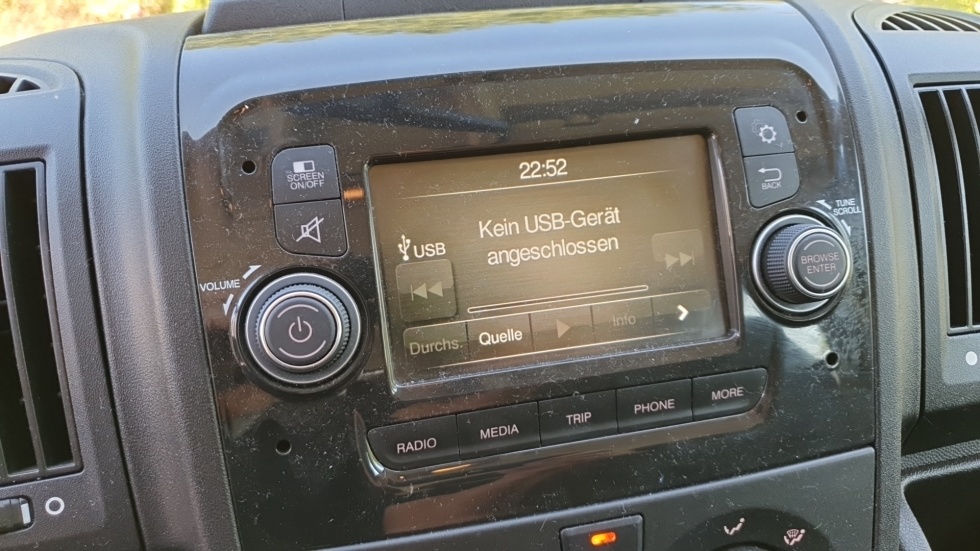 22:52
SCREEN
ON/OFF
BACK
TUNE
SCROLL
USB
Kein USB-Gerät
angeschlossen
BROWSE
ENTER
VOLUME
Durchs.
Quelle
Info
RADIO
MEDIA
TRIP
PHONE
MORE